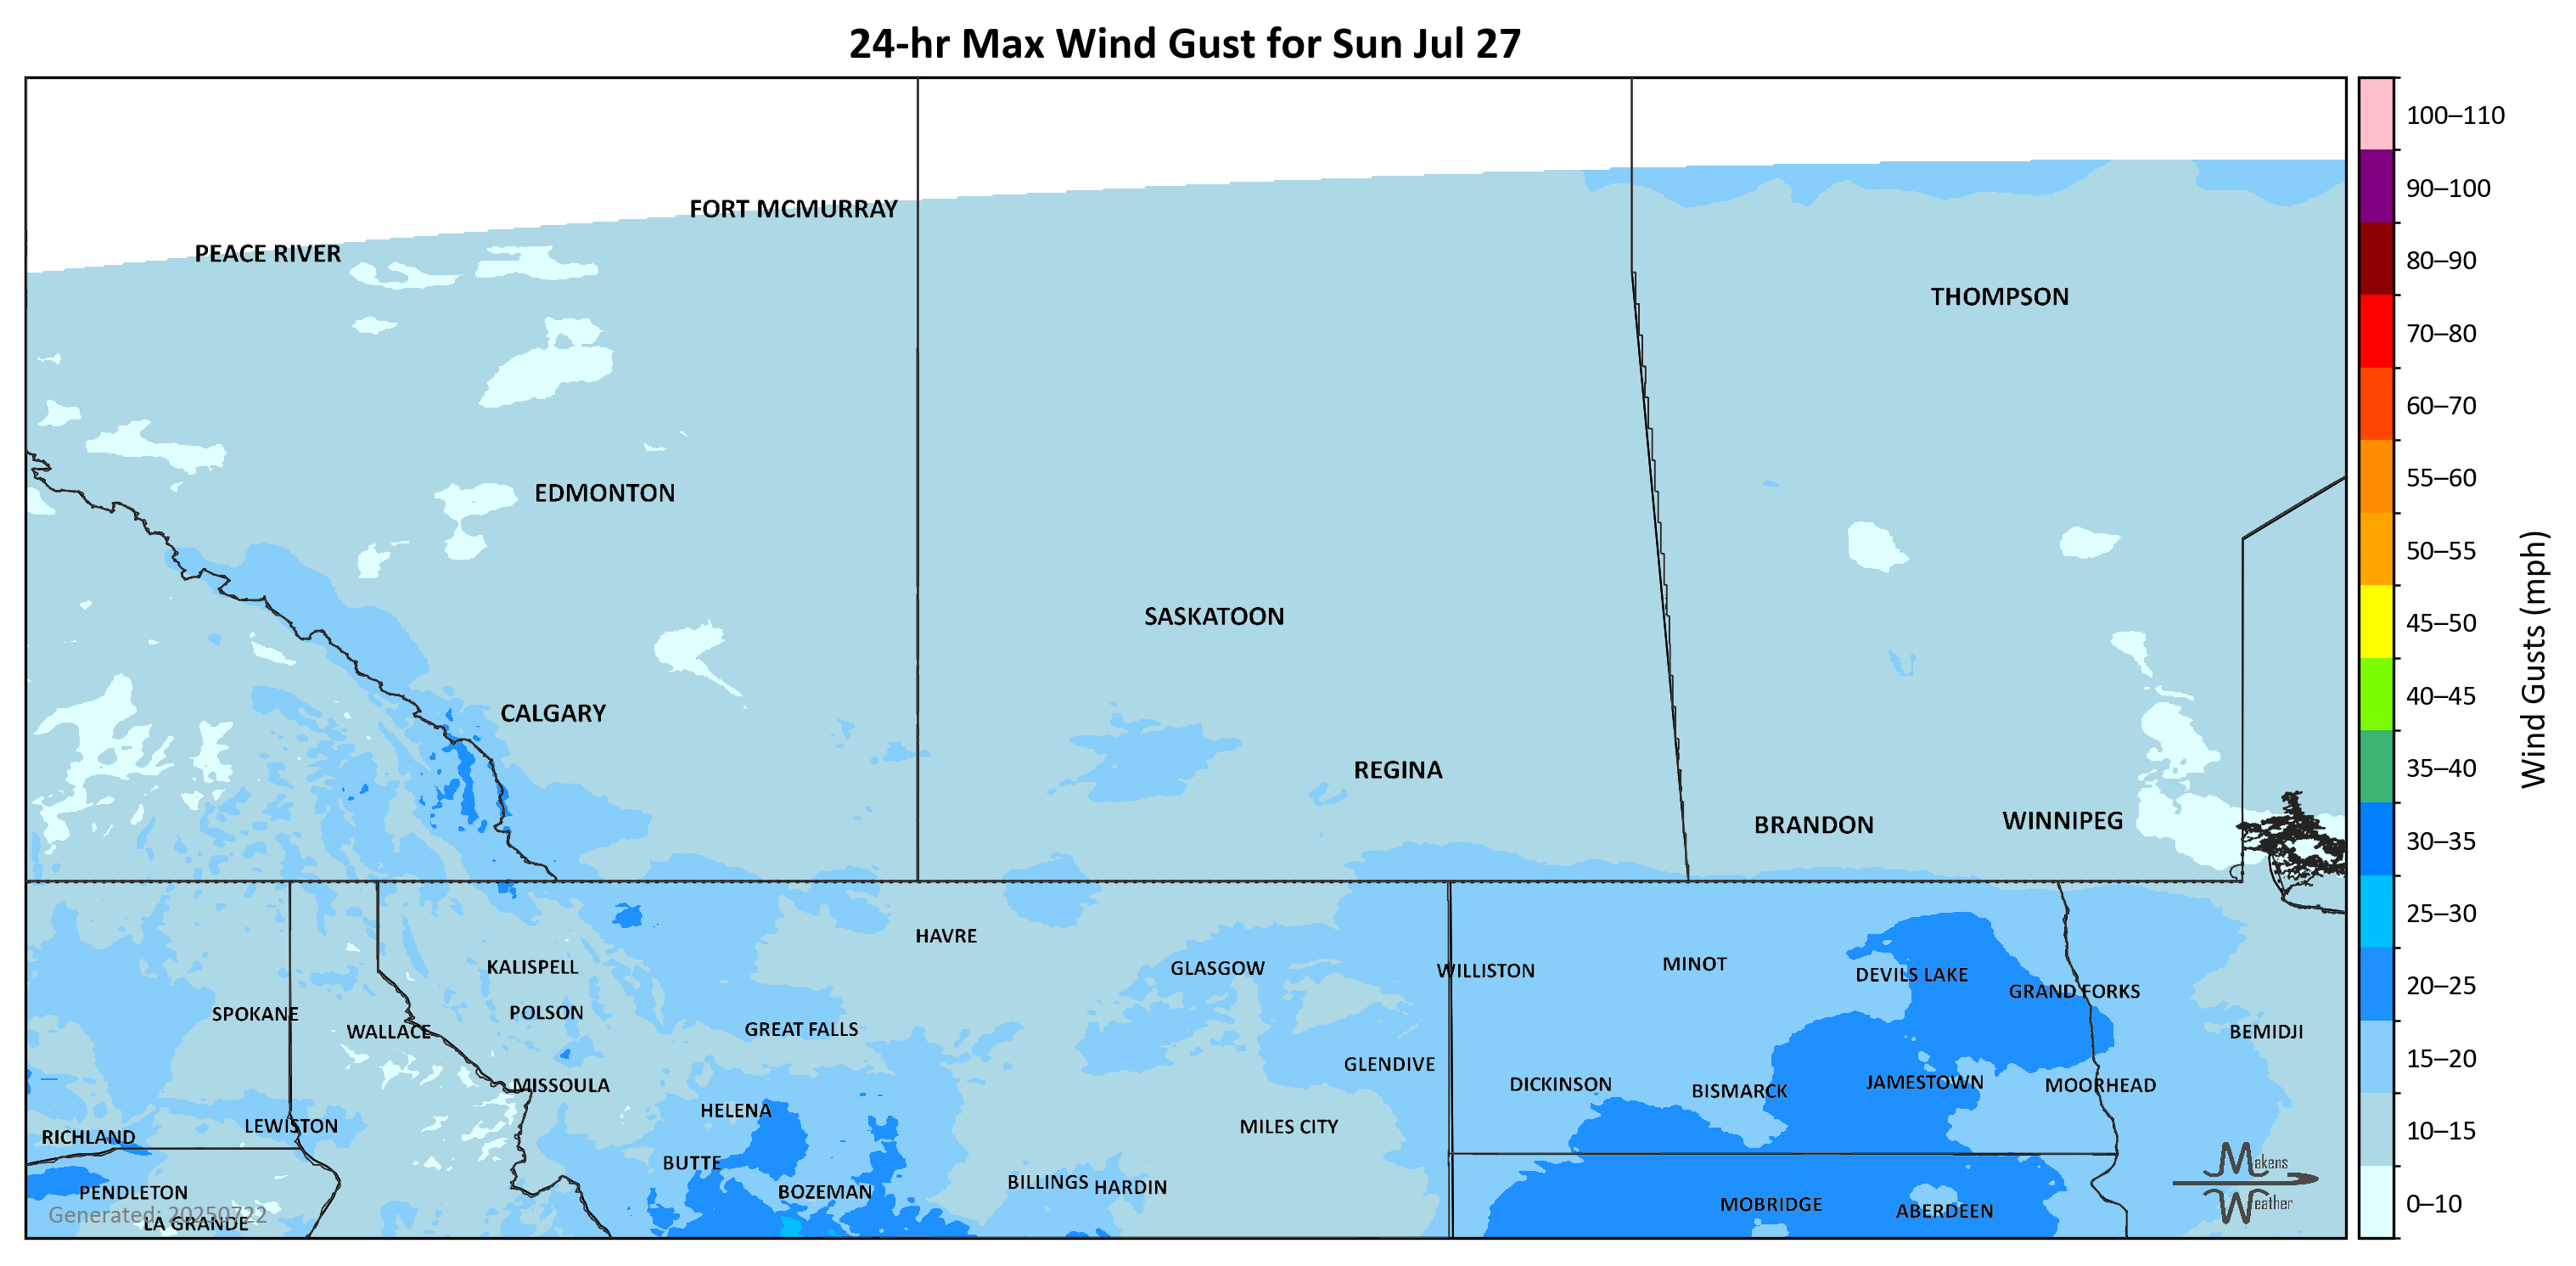 24-hr Max Wind Gust for Sun Jul 27
100–110
90–100
FORT MCMURRAY
PEACE RIVER
80–90
THOMPSON
70–80
60–70
EDMONTON
55–60
50–55
SASKATOON
45–50
Wind Gusts (mph)
CALGARY
40–45
REGINA
35–40
BRANDON
WINNIPEG
30–35
25–30
HAVRE
KALISPELL
GLASGOW
WILLISTON
MINOT
DEVILS LAKE
20–25
GRAND FORKS
SPOKANE
POLSON
WALLACE
GREAT FALLS
BEMIDJI
15–20
GLENDIVE
MISSOULA
DICKINSON
BISMARCK
JAMESTOWN
MOORHEAD
HELENA
LEWISTON
MILES CITY
10–15
RICHLAND
BUTTE
Makens
Weather
PENDLETON
BOZEMAN
BILLINGS
HARDIN
MOBRIDGE
ABERDEEN
0–10
Generated: 20250722
LA GRANDE